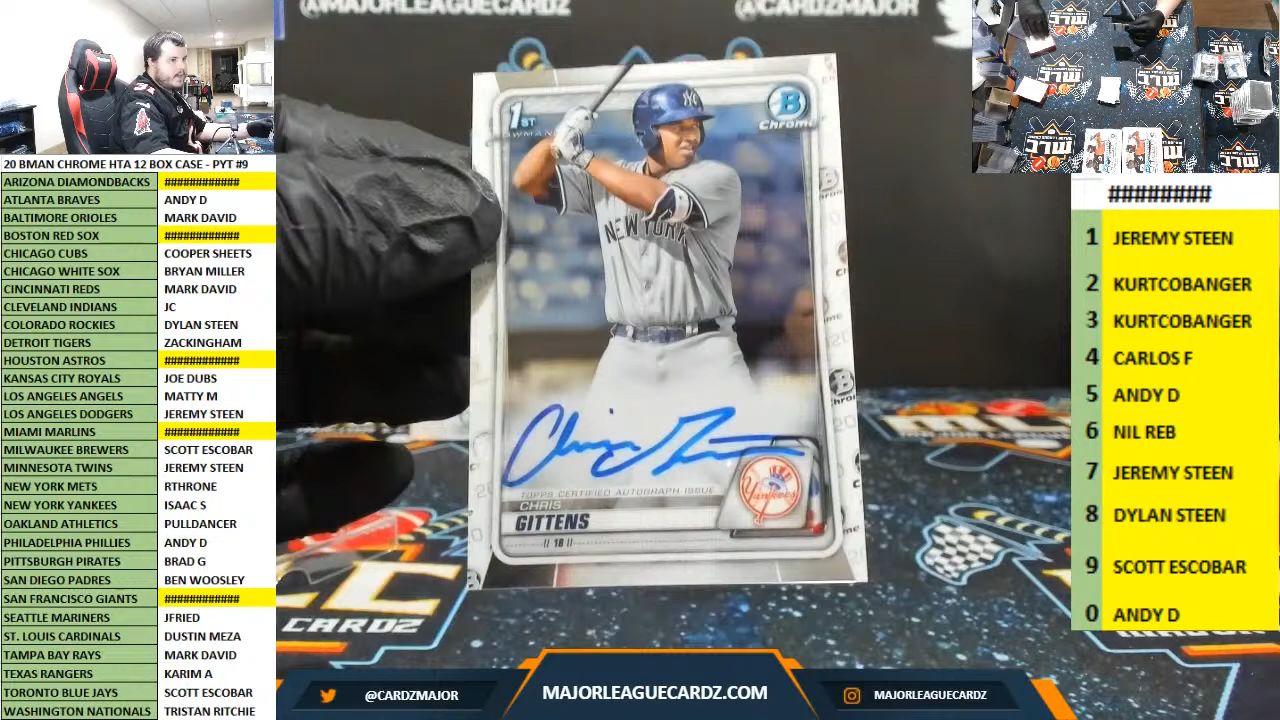 @MAJORLEAGUECARDZ
@CARDZMAJOR
20 BMAN CHROME HTA 12 BOX CASE - PYT #9
ARIZONA DIAMONDBACKS ############
ATLANTA BRAVES ANDY D
BALTIMORE ORIOLES MARK DAVID
BOSTON RED SOX ############
CHICAGO CUBS COOPER SHEETS
CHICAGO WHITE SOX BRYAN MILLER
CINCINNATI REDS MARK DAVID
CLEVELAND INDIANS JC
COLORADO ROCKIES DYLAN STEEN
DETROIT TIGERS ZACKINGHAM
HOUSTON ASTROS ############
KANSAS CITY ROYALS JOE DUBS
LOS ANGELES ANGELS MATTY M
LOS ANGELES DODGERS JEREMY STEEN
MIAMI MARLINS ############
MILWAUKEE BREWERS SCOTT ESCOBAR
MINNESOTA TWINS JEREMY STEEN
NEW YORK METS RTHRONE
NEW YORK YANKEES ISAAC S
OAKLAND ATHLETICS PULLDANCER
PHILADELPHIA PHILLIES ANDY D
PITTSBURGH PIRATES BRAD G
SAN DIEGO PADRES BEN WOOSLEY
SAN FRANCISCO GIANTS ############
SEATTLE MARINERS JFRIED
ST. LOUIS CARDINALS DUSTIN MEZA
TAMPA BAY RAYS MARK DAVID
TEXAS RANGERS KARIM A
TORONTO BLUE JAYS SCOTT ESCOBAR
WASHINGTON NATIONALS TRISTAN RITCHIE
1ST
B
Chrome
NY
NEW YORK
TOPPS CERTIFIED AUTOGRAPH ISSUE
CHRIS
GITTENS
// 18 //
Yankees
CARDZ
########
1 JEREMY STEEN
2 KURTCOBANGER
3 KURTCOBANGER
4 CARLOS F
5 ANDY D
6 NIL REB
7 JEREMY STEEN
8 DYLAN STEEN
9 SCOTT ESCOBAR
0 ANDY D
@CARDZMAJOR
MAJORLEAGUECARDZ.COM
MAJORLEAGUECARDZ